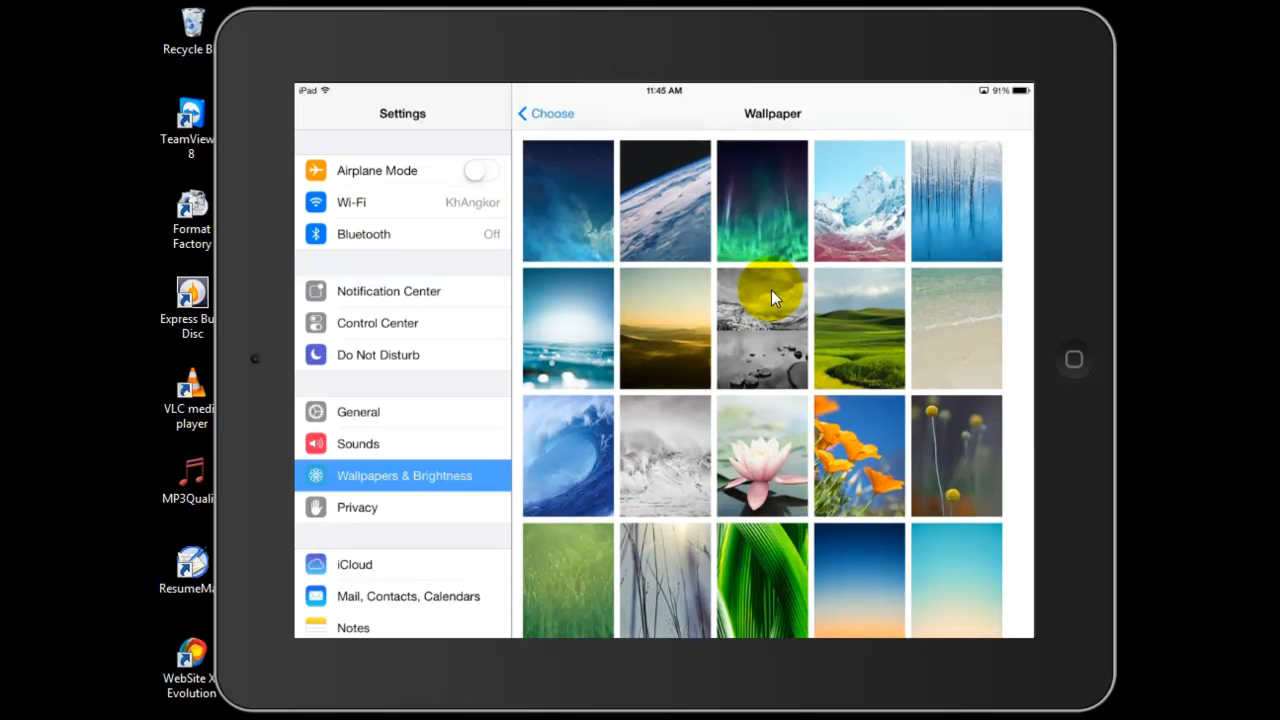 Recycle B
TeamView
8
Format
Factory
Express Bu
Disc
VLC medi
player
MP3Quali
ResumeMa
WebSite X
Evolution
iPad
11:45 AM
91%
Settings
Choose
Wallpaper
Airplane Mode
Wi-Fi KhAngkor
Bluetooth Off
Notification Center
Control Center
Do Not Disturb
General
Sounds
Wallpapers & Brightness
Privacy
iCloud
Mail, Contacts, Calendars
Notes